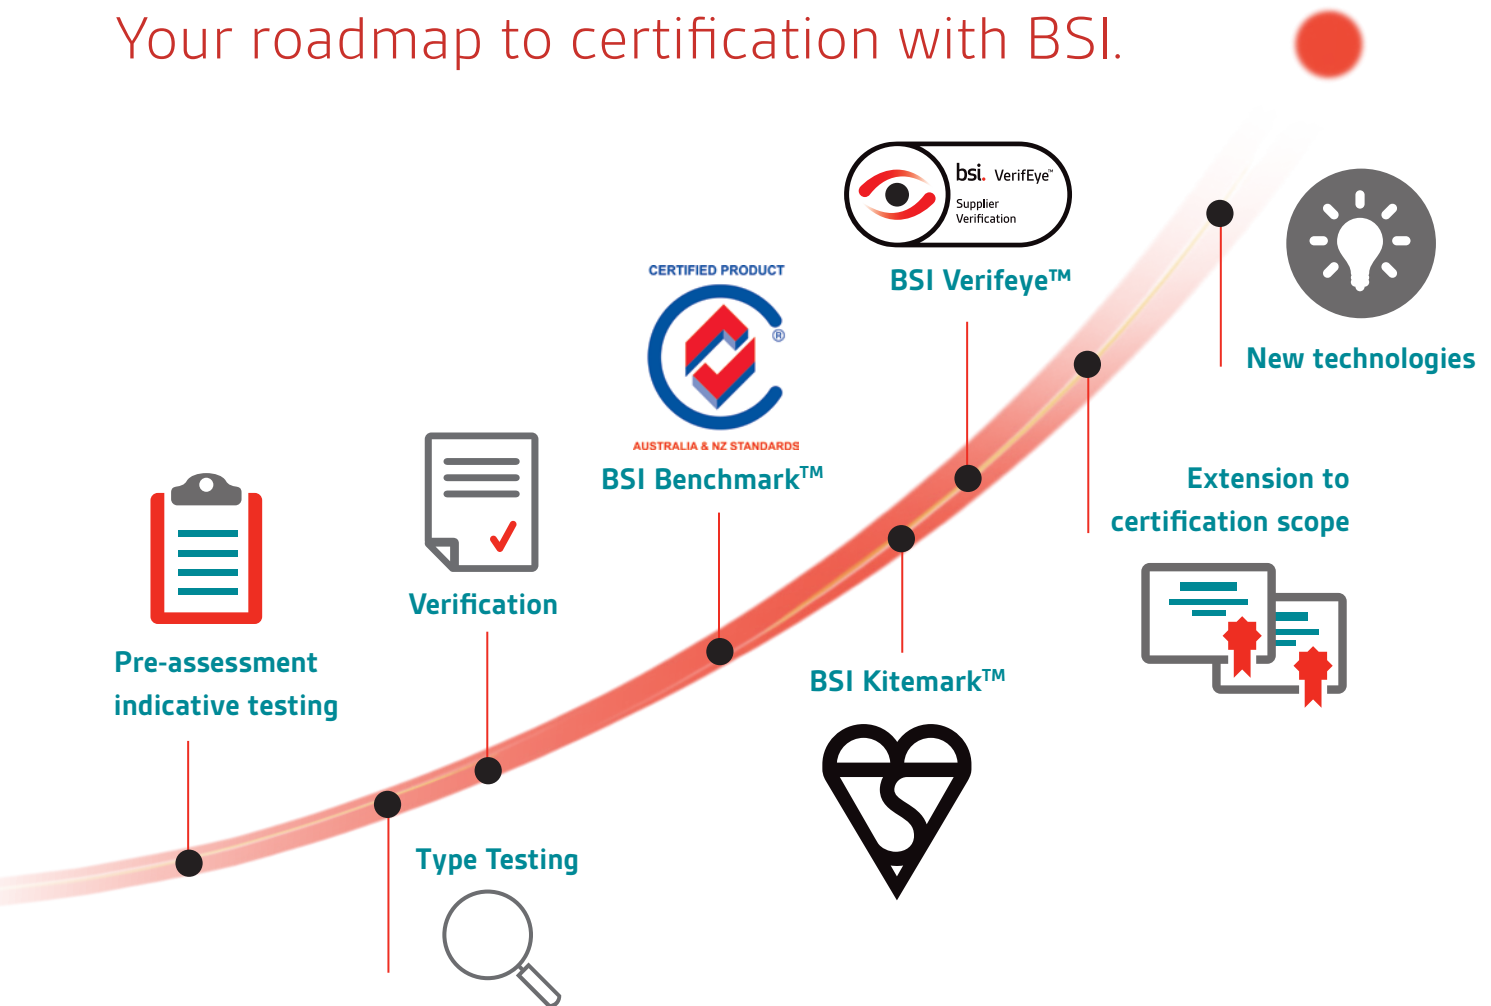 Your roadmap to certification with BSI.
bsi. VerifEye™
Supplier
Verification
BSI Verifeye™
CERTIFIED PRODUCT
®
AUSTRALIA & NZ STANDARDS
BSI Benchmark™
New technologies
Extension to
certification scope
Verification
Pre-assessment
indicative testing
BSI Kitemark™
Type Testing